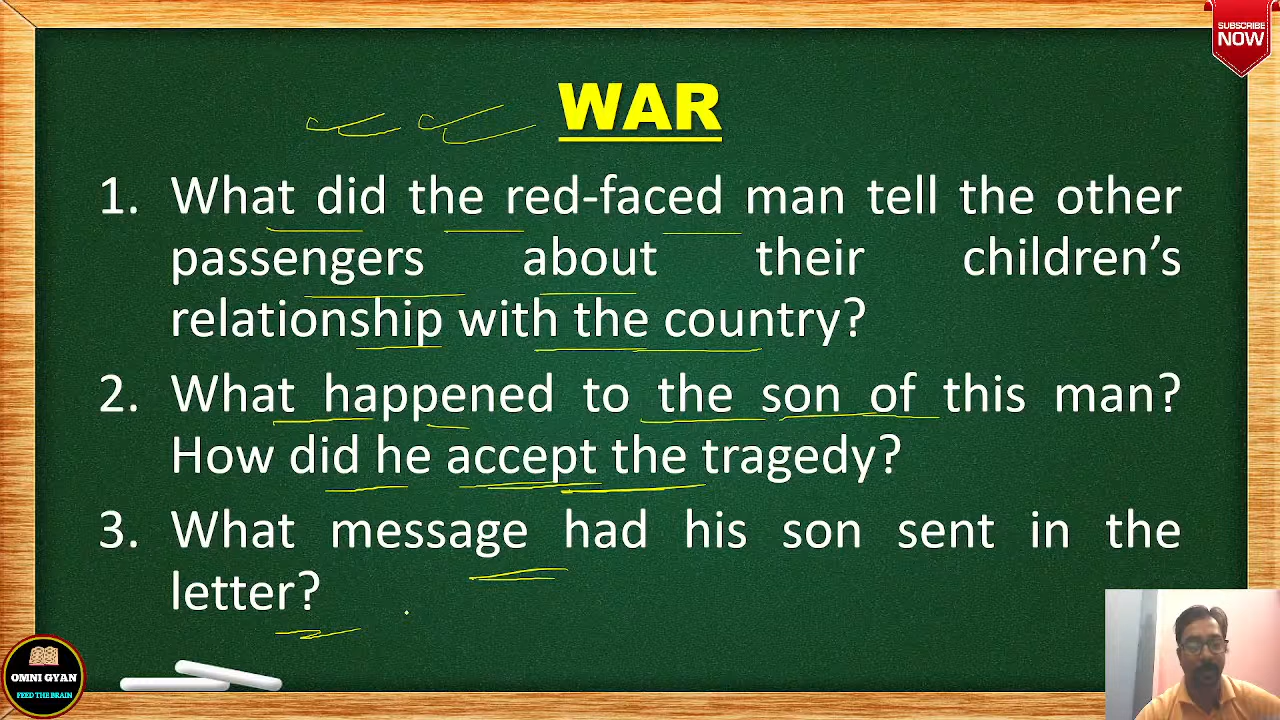 SUBSCRIBE
NOW
WAR
1. What did the red-faced man tell the other
passengers about their children’s
relationship with the country?
2. What happened to the son of this man?
How did he accept the tragedy?
3. What message had his son sent in the
letter?
OMNI GYAN
FEED THE BRAIN